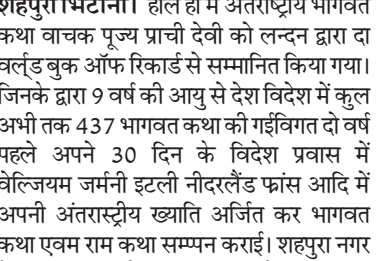 शहपुरा भिटौनी। हाल ही में अंतर्राष्ट्रीय भागवत
कथा वाचक पूज्य प्राची देवी को लन्दन द्वारा दा
वर्ल्ड बुक ऑफ रिकार्ड से सम्मानित किया गया।
जिनके द्वारा 9 वर्ष की आयु से देश विदेश में कुल
अभी तक 437 भागवत कथा की गईविगत दो वर्ष
पहले अपने 30 दिन के विदेश प्रवास में
वेल्जियम जर्मनी इटली नीदरलैंड फ्रांस आदि में
अपनी अंतरास्ट्रीय ख्याति अर्जित कर भागवत
कथा एवम राम कथा सम्पन्न कराई। शहपुरा नगर